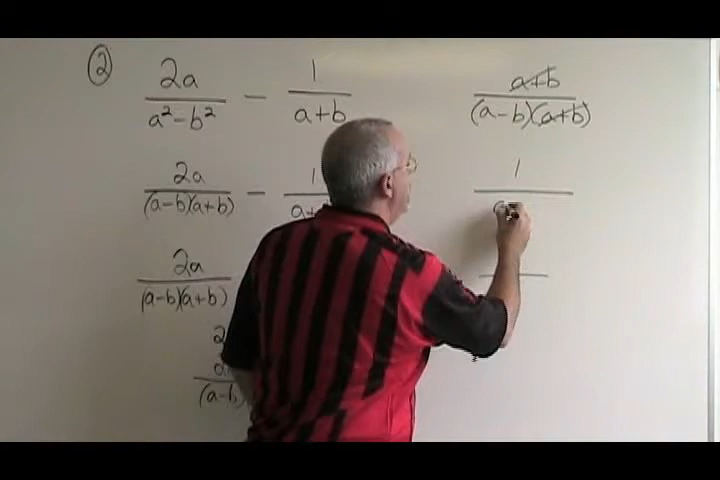 ② 2a/(a²-b²) - 1/(a+b)
2a/((a-b)(a+b)) - 1/
2a/((a-b)(a+b))
2
(a-b)
a+b/((a-b)(a+b))
1